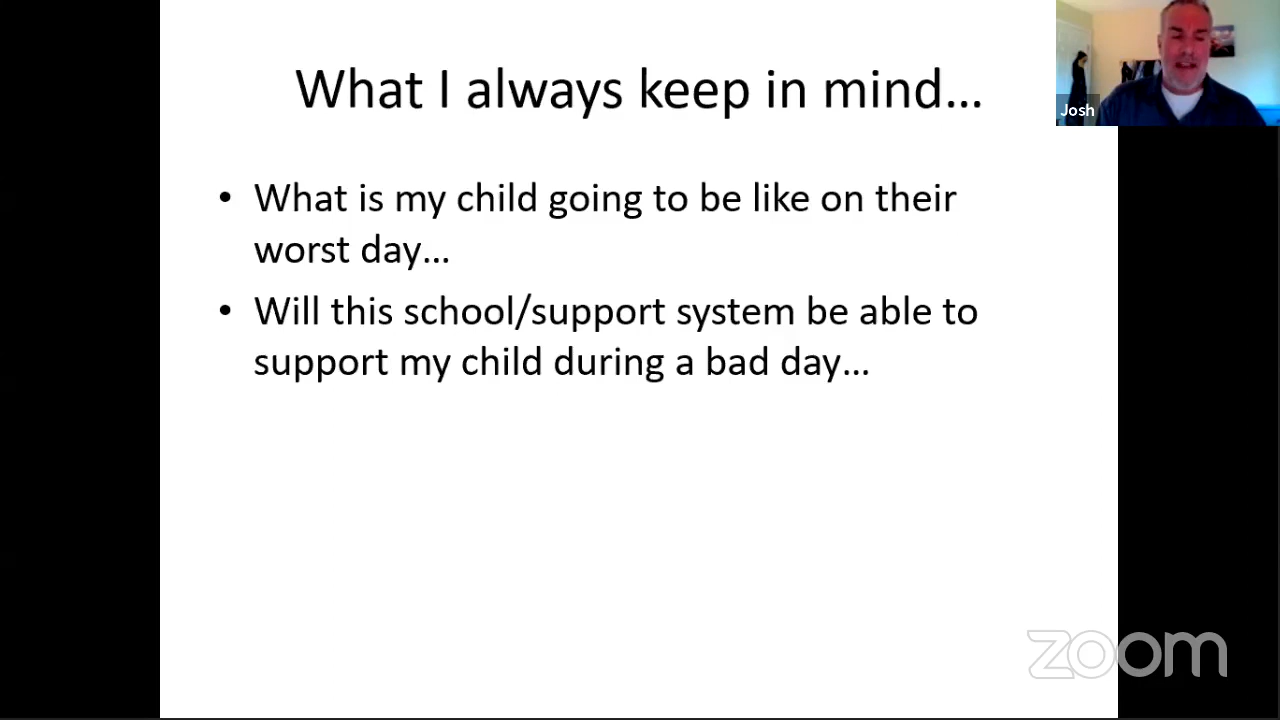 What I always keep in mind…
Josh
• What is my child going to be like on their
worst day…
• Will this school/support system be able to
support my child during a bad day…
zoom